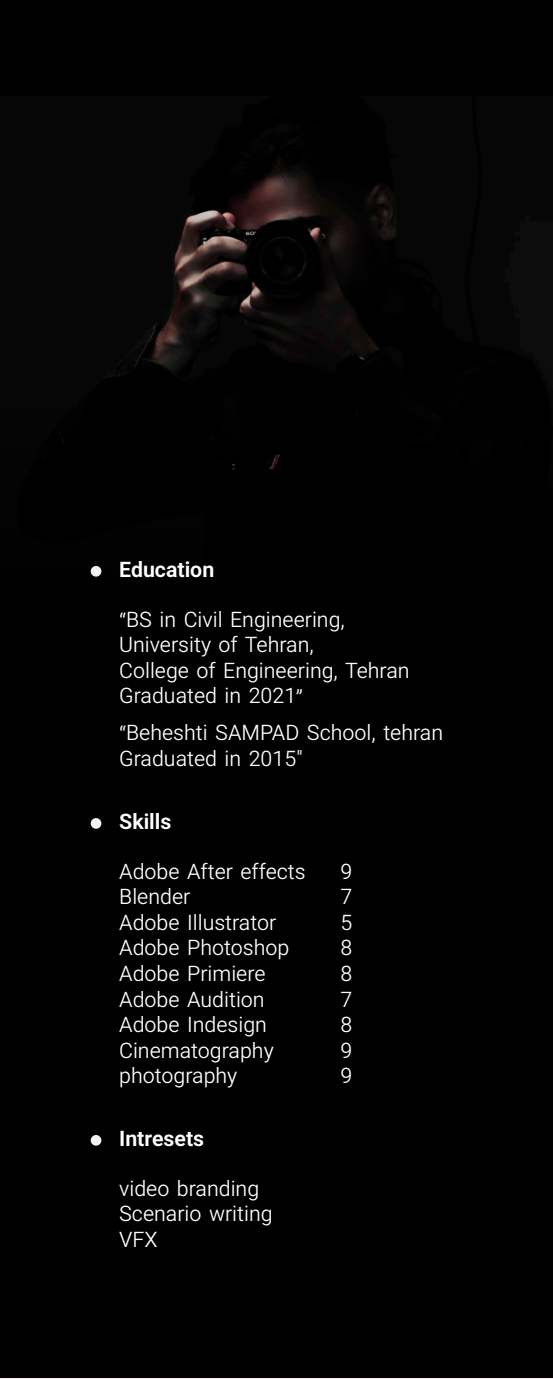 Education
“BS in Civil Engineering,
University of Tehran,
College of Engineering, Tehran
Graduated in 2021”
“Beheshti SAMPAD School, tehran
Graduated in 2015"
Skills
Adobe After effects 9
Blender 7
Adobe Illustrator 5
Adobe Photoshop 8
Adobe Primiere 8
Adobe Audition 7
Adobe Indesign 8
Cinematography 9
photography 9
Intresets
video branding
Scenario writing
VFX